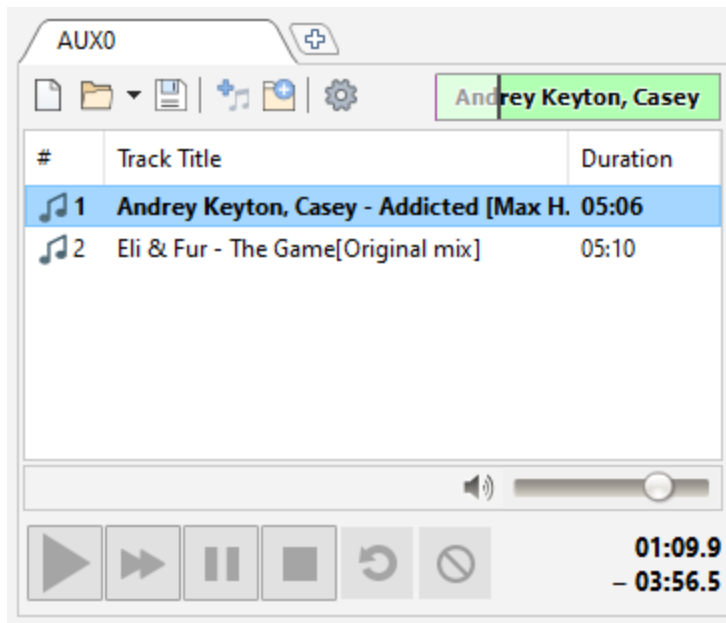 AUX0
Andrey Keyton, Casey
# Track Title Duration
1 Andrey Keyton, Casey - Addicted [Max H. 05:06
2 Eli & Fur - The Game[Original mix] 05:10
01:09.9
– 03:56.5